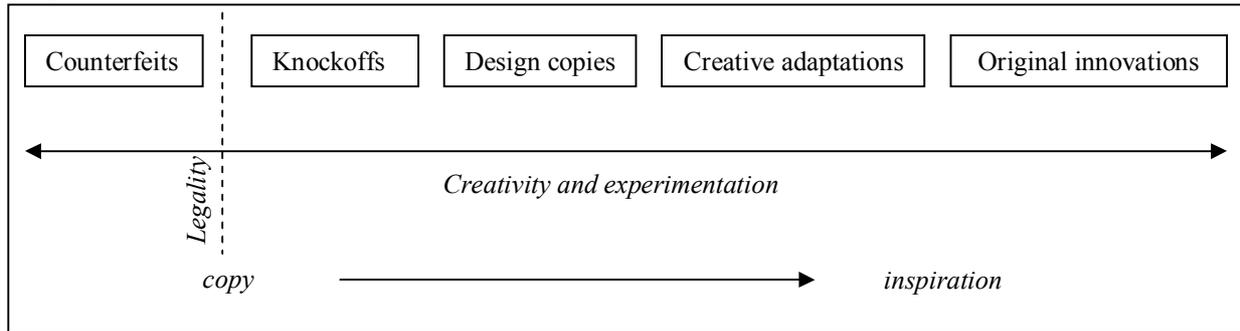 Counterfeits
Knockoffs
Design copies
Creative adaptations
Original innovations
Legality
Creativity and experimentation
copy
inspiration